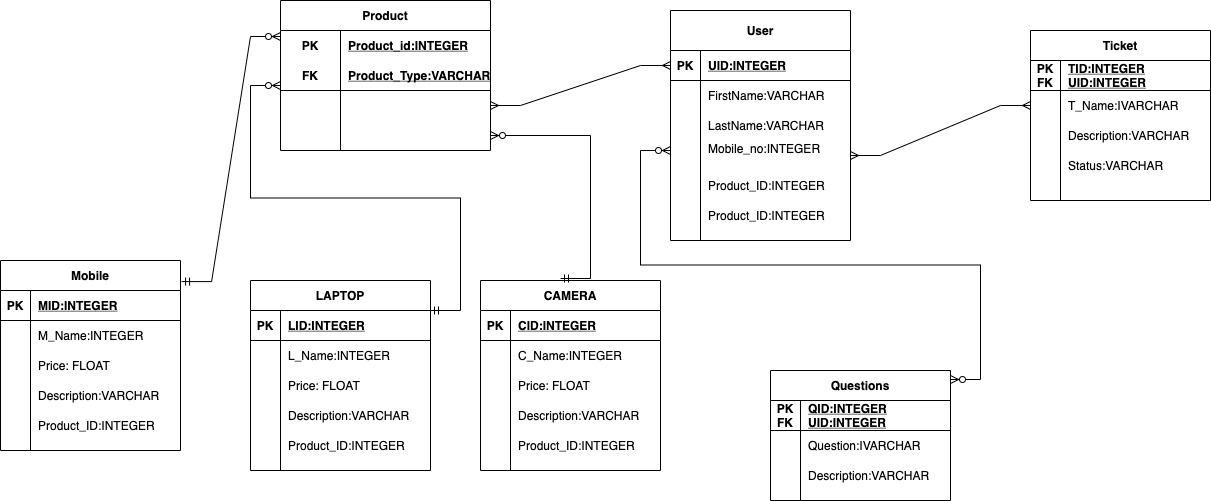 Product
PK Product_id:INTEGER
FK Product_Type:VARCHAR
User
PK UID:INTEGER
FirstName:VARCHAR
LastName:VARCHAR
Mobile_no:INTEGER
Product_ID:INTEGER
Product_ID:INTEGER
Ticket
PK TID:INTEGER
FK UID:INTEGER
T_Name:IVARCHAR
Description:VARCHAR
Status:VARCHAR
Mobile
PK MID:INTEGER
M_Name:INTEGER
Price: FLOAT
Description:VARCHAR
Product_ID:INTEGER
LAPTOP
PK LID:INTEGER
L_Name:INTEGER
Price: FLOAT
Description:VARCHAR
Product_ID:INTEGER
CAMERA
PK CID:INTEGER
C_Name:INTEGER
Price: FLOAT
Description:VARCHAR
Product_ID:INTEGER
Questions
PK QID:INTEGER
FK UID:INTEGER
Question:IVARCHAR
Description:VARCHAR